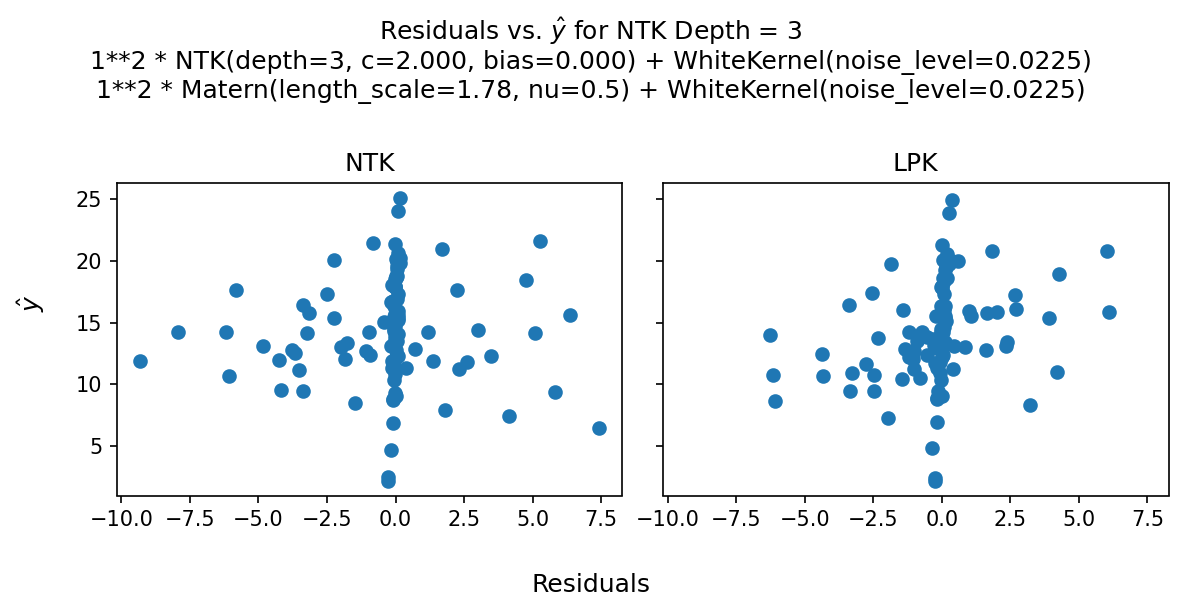 Residuals vs. ŷ for NTK Depth = 3
1**2 * NTK(depth=3, c=2.000, bias=0.000) + WhiteKernel(noise_level=0.0225)
1**2 * Matern(length_scale=1.78, nu=0.5) + WhiteKernel(noise_level=0.0225)
NTK
LPK
25
20
15
10
5
ŷ
−10.0 −7.5 −5.0 −2.5 0.0 2.5 5.0 7.5
−10.0 −7.5 −5.0 −2.5 0.0 2.5 5.0 7.5
Residuals